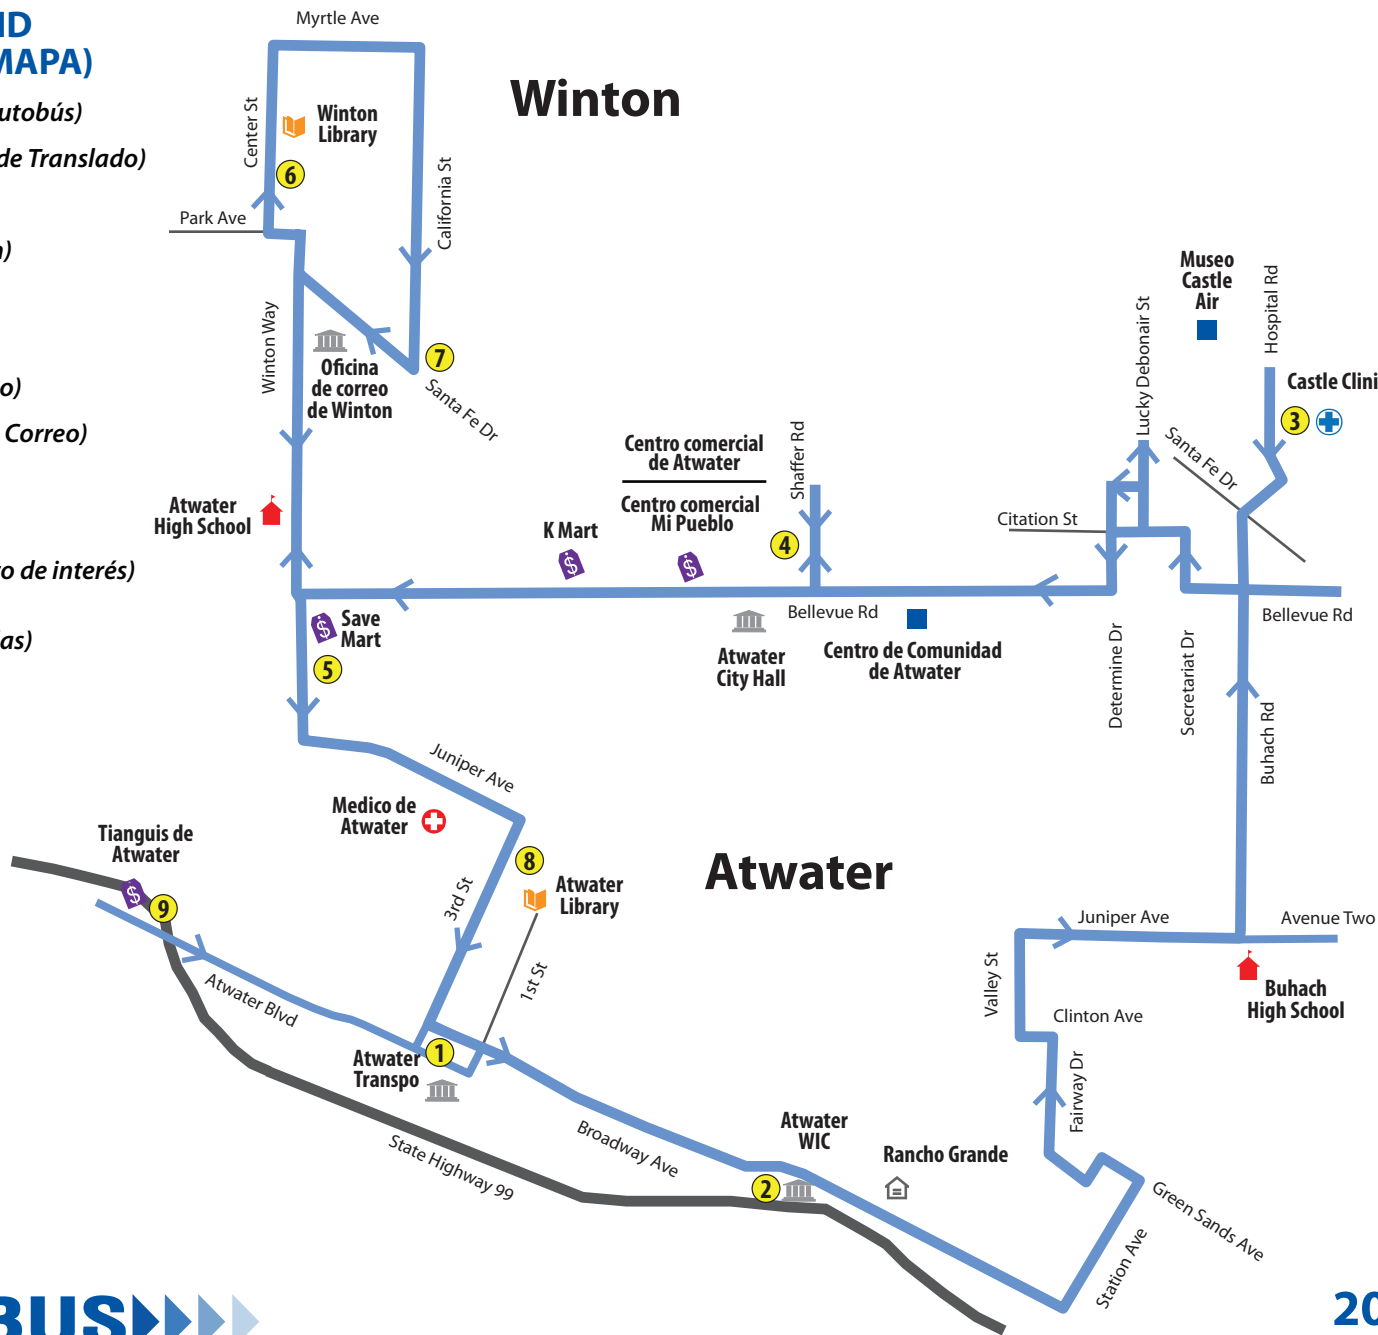 MAPA)
de Translado)
Correo)
de interés)
Myrtle Ave
Winton
Center St
Winton
Library
6
California St
Park Ave
Winton Way
Oficina
de correo
de Winton
7
Santa Fe Dr
Museo
Castle
Air
Hospital Rd
Lucky Debonair St
Castle Clini
3
Santa Fe Dr
Centro comercial
de Atwater
Centro comercial
Mi Pueblo
Shaffer Rd
Atwater
High School
K Mart
4
Citation St
Save
Mart
5
Atwater
City Hall
Bellevue Rd
Centro de Comunidad
de Atwater
Determine Dr
Secretariat Dr
Bellevue Rd
Buhach Rd
Juniper Ave
Medico de
Atwater
Tianguis de
Atwater
9
8
Atwater
Library
Atwater
3rd St
1st St
Atwater Blvd
Juniper Ave
Avenue Two
Valley St
Buhach
High School
Clinton Ave
Fairway Dr
Atwater
Transpo
1
State Highway 99
Broadway Ave
Atwater
WIC
2
Rancho Grande
Green Sands Ave
Station Ave
BUS
20